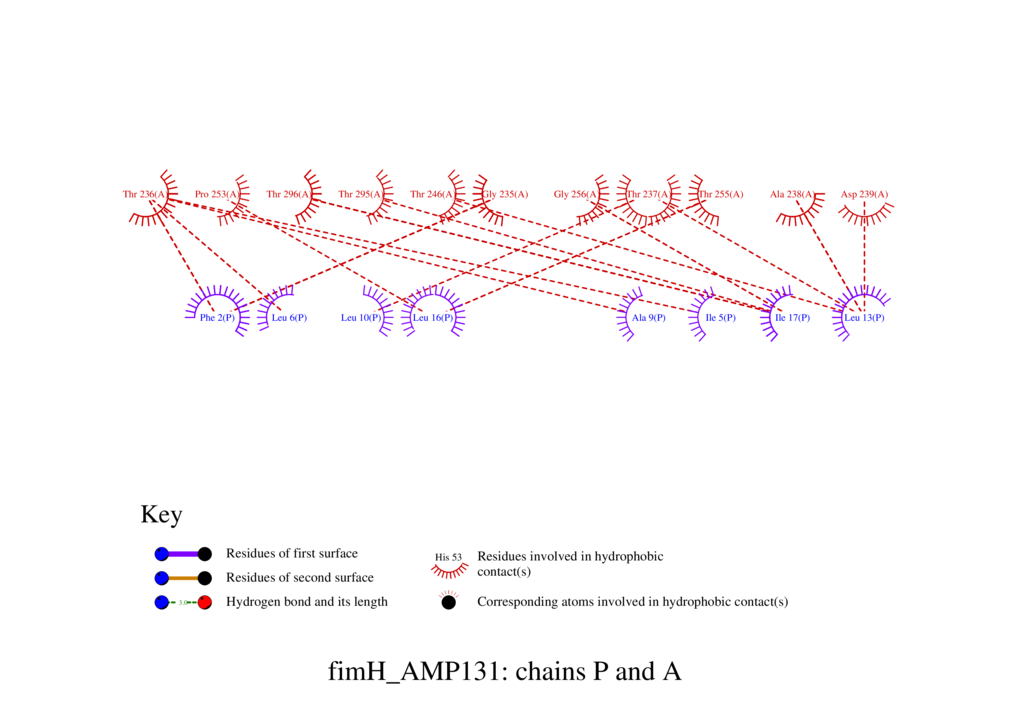 Thr 236(A) Pro 253(A) Thr 296(A) Thr 295(A) Thr 246(A) Gly 235(A) Gly 256(A) Thr 237(A) Thr 255(A) Ala 238(A) Asp 239(A)
Phe 2(P) Leu 6(P) Leu 10(P) Leu 16(P) Ala 9(P) Ile 5(P) Ile 17(P) Leu 13(P)
Key
Residues of first surface
Residues of second surface
3.0 Hydrogen bond and its length
His 53 Residues involved in hydrophobic
contact(s)
Corresponding atoms involved in hydrophobic contact(s)
fimH_AMP131: chains P and A